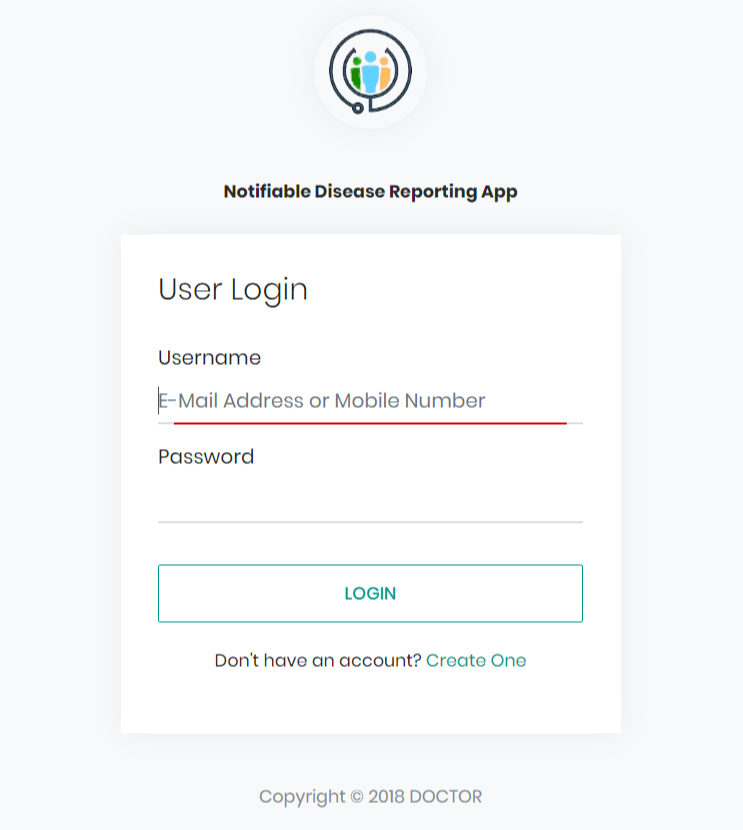 Notifiable Disease Reporting App
User Login
Username
E-Mail Address or Mobile Number
Password
LOGIN
Don't have an account? Create One
Copyright © 2018 DOCTOR